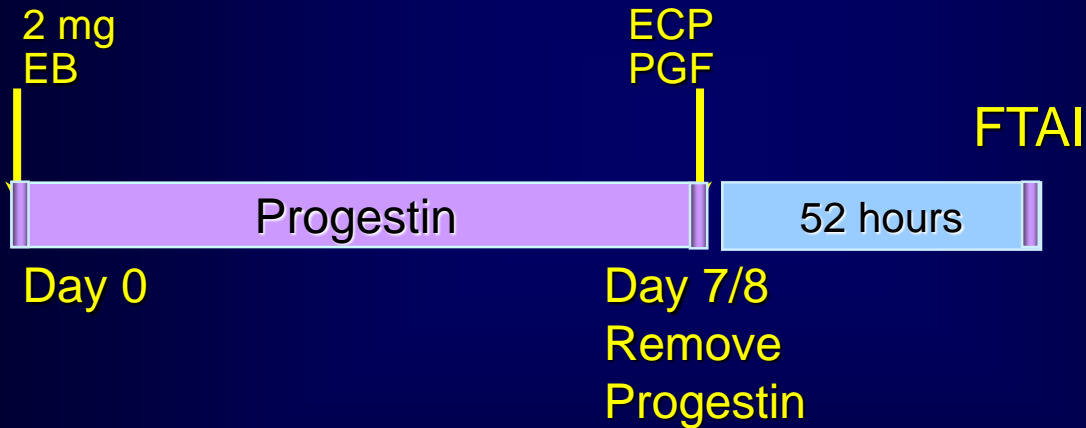 2 mg
EB
ECP
PGF
FTAI
Progestin
52 hours
Day 0
Day 7/8
Remove
Progestin